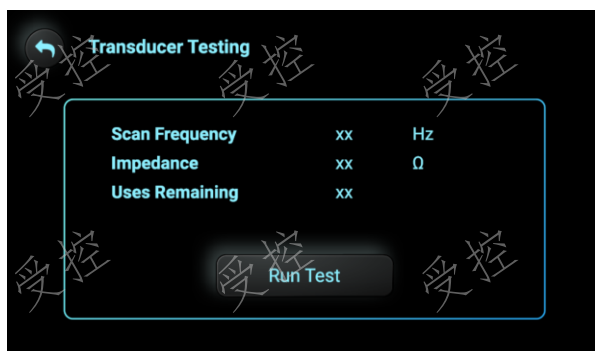 Transducer Testing
Scan Frequency xx Hz
Impedance xx Ω
Uses Remaining xx
Run Test
受控
受控
受控
受控
受控
受控